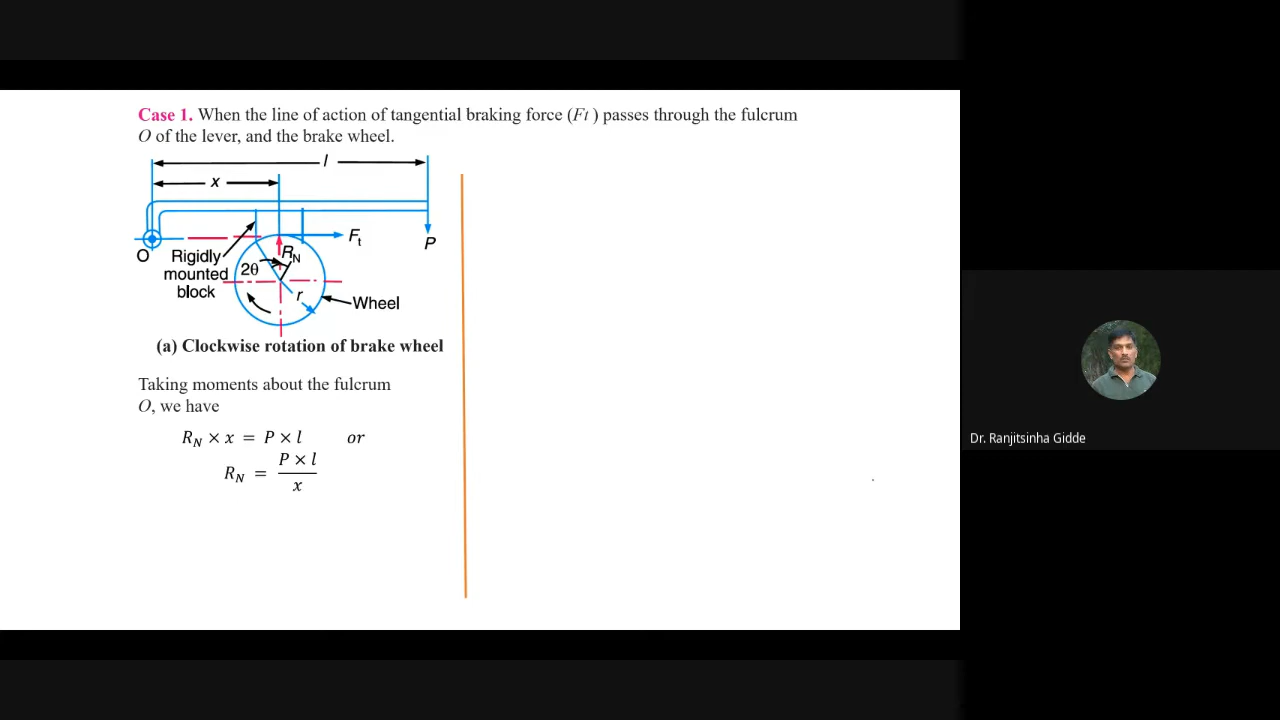 Case 1. When the line of action of tangential braking force (Ft ) passes through the fulcrum
O of the lever, and the brake wheel.
l
x
Ft
P
O
RN
Rigidly
mounted
block
2θ
r
Wheel
(a) Clockwise rotation of brake wheel
Taking moments about the fulcrum
O, we have
RN × x = P × l or
RN = P × l / x
Dr. Ranjitsinha Gidde